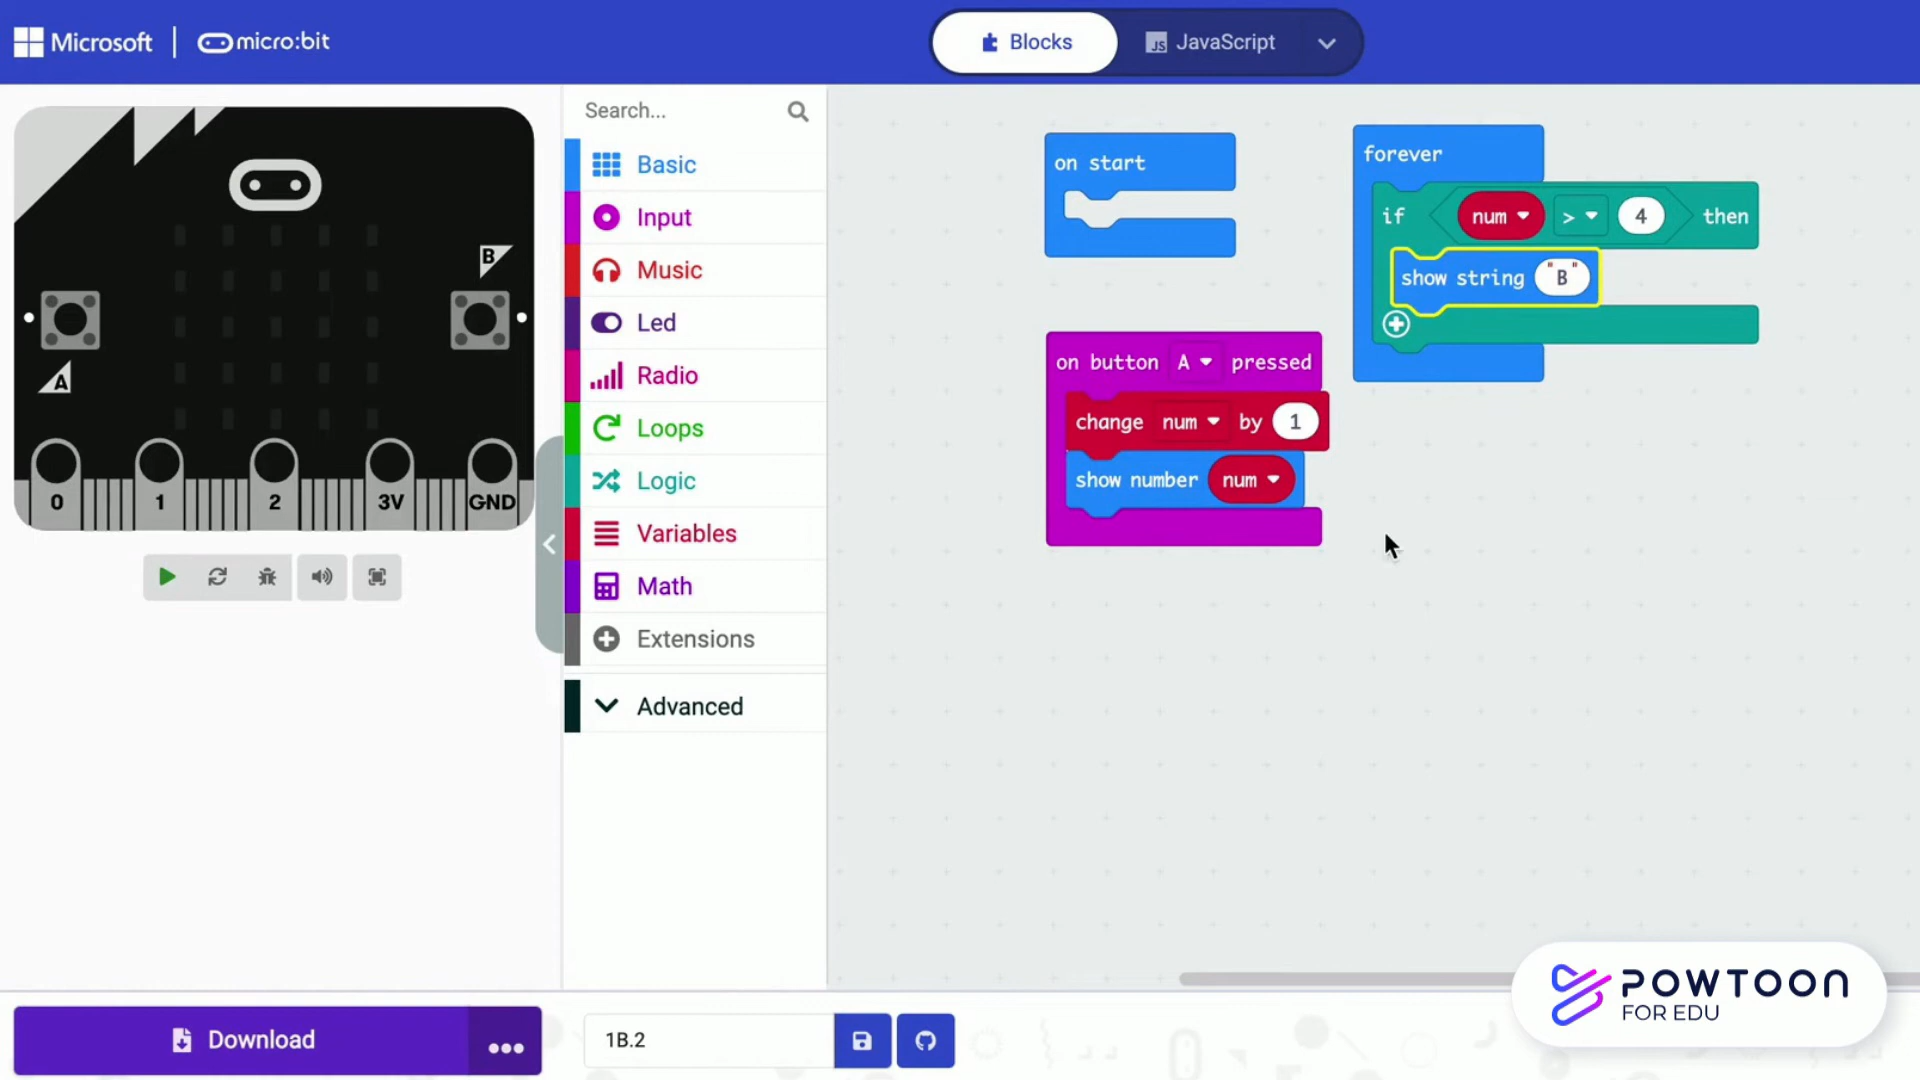 Microsoft | micro:bit
Blocks
JavaScript
Search...
Basic
Input
Music
Led
Radio
Loops
Logic
Variables
Math
Extensions
Advanced
B
A
0
1
2
3V
GND
on start
forever
if num > 4 then
show string "B"
on button A pressed
change num by 1
show number num
Download
1B.2
POWTOON
FOR EDU